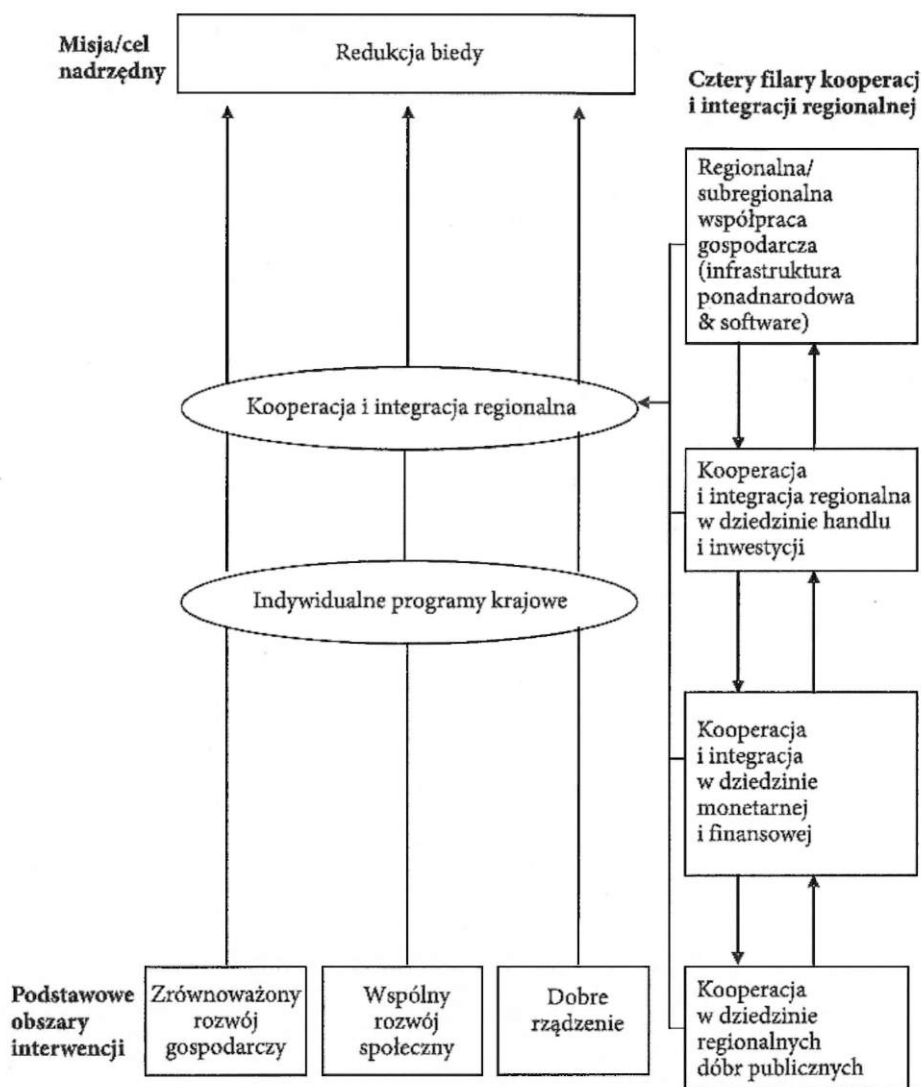 Misja/cel
nadrzędny
Redukcja biedy
Cztery filary kooperacj
i integracji regionalnej
Regionalna/
subregionalna
współpraca
gospodarcza
(infrastruktura
ponadnarodowa
& software)
Kooperacja i integracja regionalna
Kooperacja
i integracja regionalna
w dziedzinie handlu
i inwestycji
Indywidualne programy krajowe
Kooperacja
i integracja
w dziedzinie
monetarnej
i finansowej
Podstawowe
obszary
interwencji
Zrównoważony
rozwój
gospodarczy
Wspólny
rozwój
społeczny
Dobre
rządzenie
Kooperacja
w dziedzinie
regionalnych
dóbr publicznych